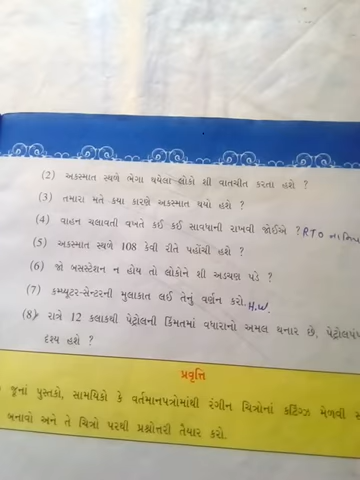 (2) અકસ્માત સ્થળે ભેગા થયેલા લોકો શી વાતચીત કરતા હશે ?
(3) તમારા મતે કયા કારણે અકસ્માત થયો હશે ?
(4) વાહન ચલાવતી વખતે કઈ કઈ સાવધાની રાખવી જોઈએ ? RTO ના નિય
(5) અકસ્માત સ્થળે 108 કેવી રીતે પહોંચી હશે ?
(6) જો બસસ્ટેશન ન હોય તો લોકોને શી અડચણ પડે ?
(7) કમ્પ્યૂટર-સેન્ટરની મુલાકાત લઈ તેનું વર્ણન કરો. H.W.
(8) રાત્રે 12 કલાકથી પેટ્રોલની કિંમતમાં વધારાનો અમલ થનાર છે, પેટ્રોલપં
દૃશ્ય હશે ?
પ્રવૃત્તિ
જૂના પુસ્તકો, સામયિકો કે વર્તમાનપત્રોમાંથી રંગીન ચિત્રોનાં કટિંગ્ઝ મેળવી
બનાવો અને તે ચિત્રો પરથી પ્રશ્નોત્તરી તૈયાર કરો.